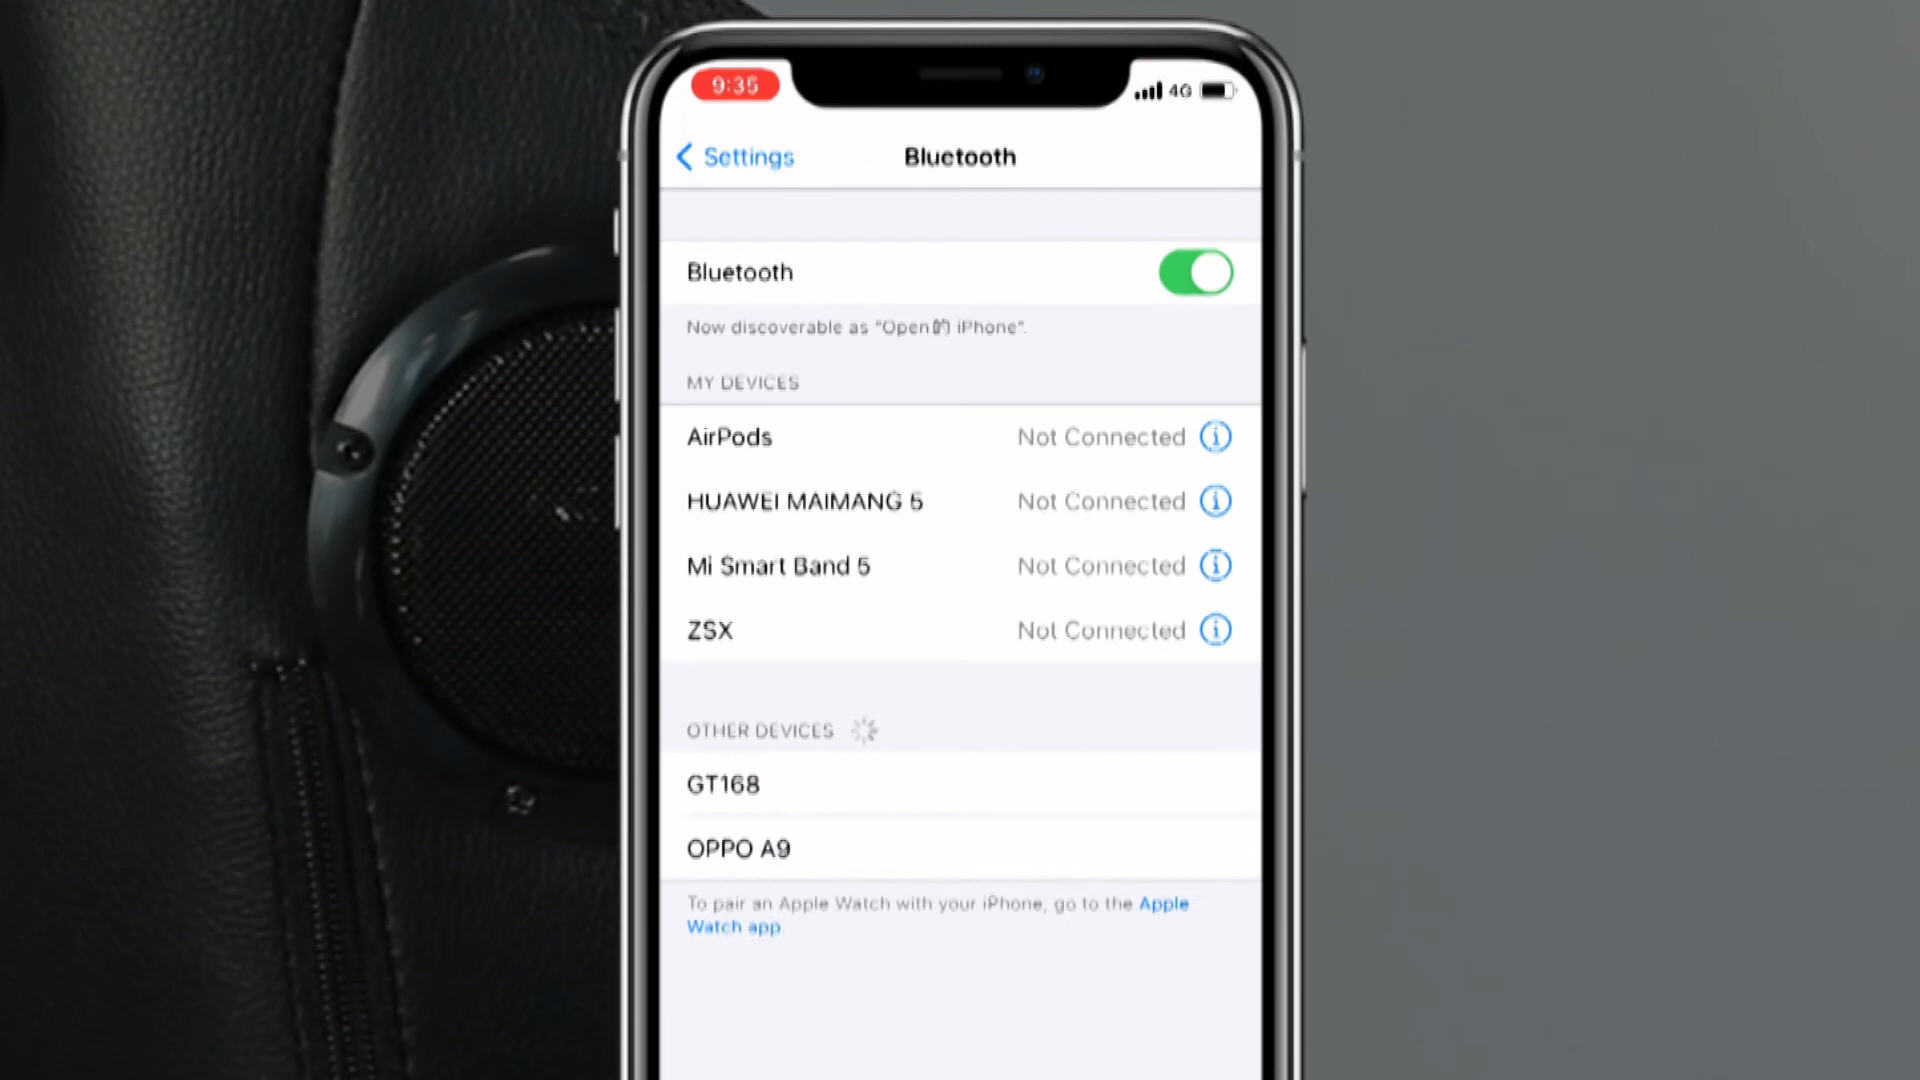 9:35
4G
Settings
Bluetooth
Bluetooth
Now discoverable as "Open的 iPhone".
MY DEVICES
AirPods Not Connected
HUAWEI MAIMANG 5 Not Connected
Mi Smart Band 5 Not Connected
ZSX Not Connected
OTHER DEVICES
GT168
OPPO A9
To pair an Apple Watch with your iPhone, go to the Apple
Watch app.